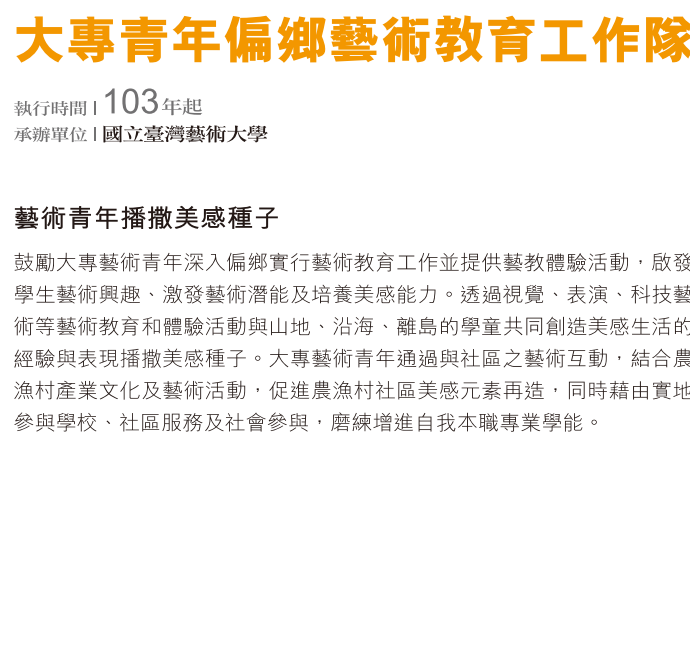 大專青年偏鄉藝術教育工作隊
執行時間 | 103年起
承辦單位 | 國立臺灣藝術大學
藝術青年播撒美感種子
鼓勵大專藝術青年深入偏鄉實行藝術教育工作並提供藝教體驗活動，啟發
學生藝術興趣、激發藝術潛能及培養美感能力。透過視覺、表演、科技藝
術等藝術教育和體驗活動與山地、沿海、離島的學童共同創造美感生活的
經驗與表現播撒美感種子。大專藝術青年通過與社區之藝術互動，結合農
漁村產業文化及藝術活動，促進農漁村社區美感元素再造，同時藉由實地
參與學校、社區服務及社會參與，磨練增進自我本職專業學能。